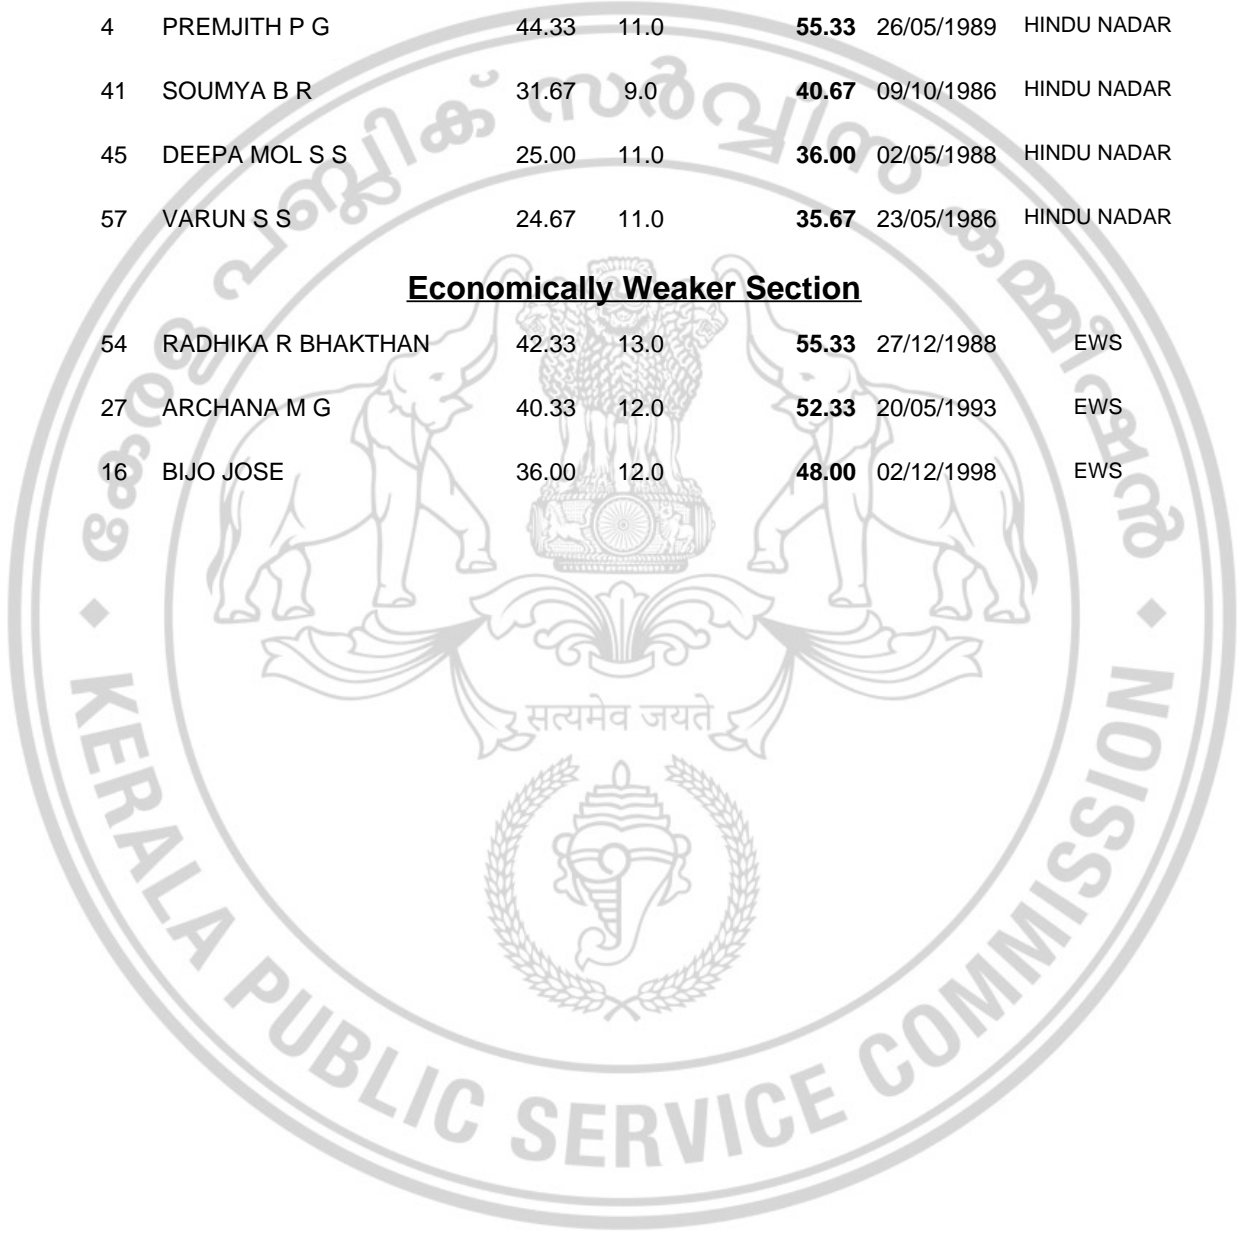 4 PREMJITH P G 44.33 11.0 55.33 26/05/1989 HINDU NADAR
41 SOUMYA B R 31.67 9.0 40.67 09/10/1986 HINDU NADAR
45 DEEPA MOL S S 25.00 11.0 36.00 02/05/1988 HINDU NADAR
57 VARUN S S 24.67 11.0 35.67 23/05/1986 HINDU NADAR
Economically Weaker Section
54 RADHIKA R BHAKTHAN 42.33 13.0 55.33 27/12/1988 EWS
27 ARCHANA M G 40.33 12.0 52.33 20/05/1993 EWS
16 BIJO JOSE 36.00 12.0 48.00 02/12/1998 EWS
കേരള പബ്ലിക് സർവ്വീസ് കമ്മീഷൻ
सत्यमेव जयते
KERALA PUBLIC SERVICE COMMISSION